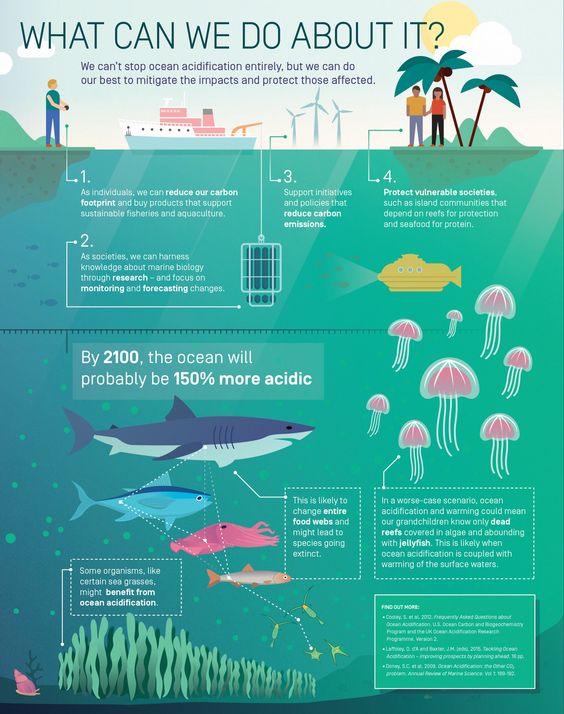 WHAT CAN WE DO ABOUT IT?
We can't stop ocean acidification entirely, but we can do
our best to mitigate the impacts and protect those affected.
1.
As individuals, we can reduce our carbon
footprint and buy products that support
sustainable fisheries and aquaculture.
2.
As societies, we can harness
knowledge about marine biology
through research – and focus on
monitoring and forecasting changes.
3.
Support initiatives
and policies that
reduce carbon
emissions.
4.
Protect vulnerable societies,
such as island communities that
depend on reefs for protection
and seafood for protein.
By 2100, the ocean will
probably be 150% more acidic
This is likely to
change entire
food webs and
might lead to
species going
extinct.
In a worse-case scenario, ocean
acidification and warming could mean
our grandchildren know only dead
reefs covered in algae and abounding
with jellyfish. This is likely when
ocean acidification is coupled with
warming of the surface waters.
Some organisms, like
certain sea grasses,
might benefit from
ocean acidification.
FIND OUT MORE:
• Cooley, S. et al. 2012. Frequently Asked Questions about
Ocean Acidification. U.S. Ocean Carbon and Biogeochemistry
Program and the UK Ocean Acidification Research
Programme. Version 2.
• Laffoley, D. d'A and Baxter, J.M. (eds). 2015. Tackling Ocean
Acidification – improving prospects by planning ahead. 16 pp.
• Doney, S.C. et al. 2009. Ocean Acidification: the Other CO₂
problem. Annual Review of Marine Science. Vol 1: 169-192.